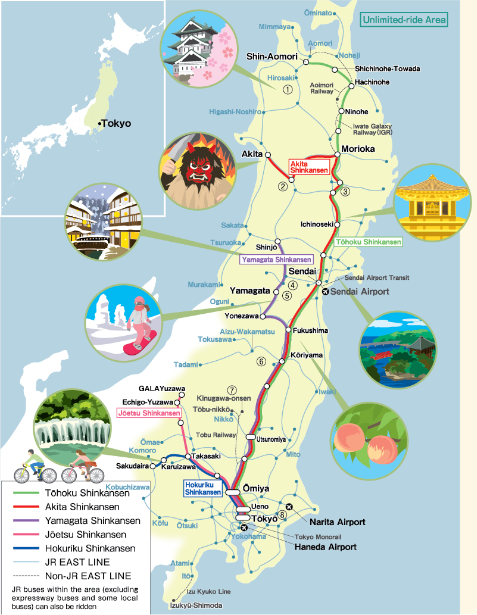 Unlimited-ride Area
Ōminato
Mimmaya
Aomori
Noheji
Shin-Aomori
Shichinohe-Towada
Hirosaki
Hachinohe
①
Aoimori
Railway
Higashi-Noshiro
Ninohe
Iwate Galaxy
Railway(IGR)
Tokyo
Morioka
Akita
Akita
Shinkansen
②
③
Ichinoseki
Sakata
Tsuruoka
Shinjo
Tōhoku Shinkansen
Yamagata Shinkansen
Sendai
Sendai Airport Transit
④
Murakami
Yamagata
⑤
Sendai Airport
Oguni
Yonezawa
Aizu-Wakamatsu
Fukushima
Tokusawa
⑥
Kōriyama
Tadami
GALAYuzawa
⑦
Iwaki
Echigo-Yuzawa
Kinugawa-onsen
Jōetsu Shinkansen
Tōbu-nikkō
Nikkō
Tobu Railway
Utsuromiya
Ōmae
Komoro
Takasaki
Mito
Sakudaira
Karuizawa
Kobuchizawa
Hokuriku
Shinkansen
Ōmiya
Ueno
Kōfu
Ōtsuki
Tokyo
⑧
Narita Airport
Yokohama
Tokyo Monorail
Haneda Airport
Atami
Itō
Izu Kyuko Line
Izukyū-Shimoda
Tōhoku Shinkansen
Akita Shinkansen
Yamagata Shinkansen
Jōetsu Shinkansen
Hokuriku Shinkansen
JR EAST LINE
Non-JR EAST LINE
JR buses within the area (excluding
expressway buses and some local
buses) can also be ridden